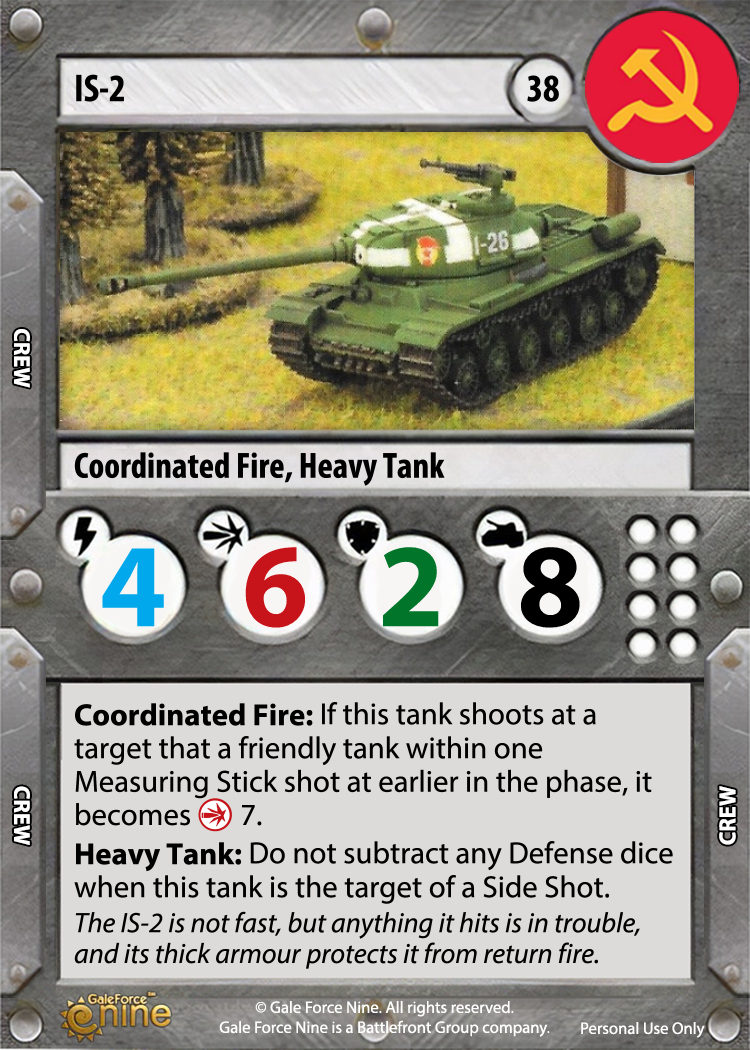 IS-2
38
I-26
CREW
Coordinated Fire, Heavy Tank
4 6 2 8
Coordinated Fire: If this tank shoots at a
target that a friendly tank within one
Measuring Stick shot at earlier in the phase, it
becomes 7.
Heavy Tank: Do not subtract any Defense dice
when this tank is the target of a Side Shot.
The IS-2 is not fast, but anything it hits is in trouble,
and its thick armour protects it from return fire.
CREW
CREW
GaleForce™
nine
© Gale Force Nine. All rights reserved.
Gale Force Nine is a Battlefront Group company.
Personal Use Only